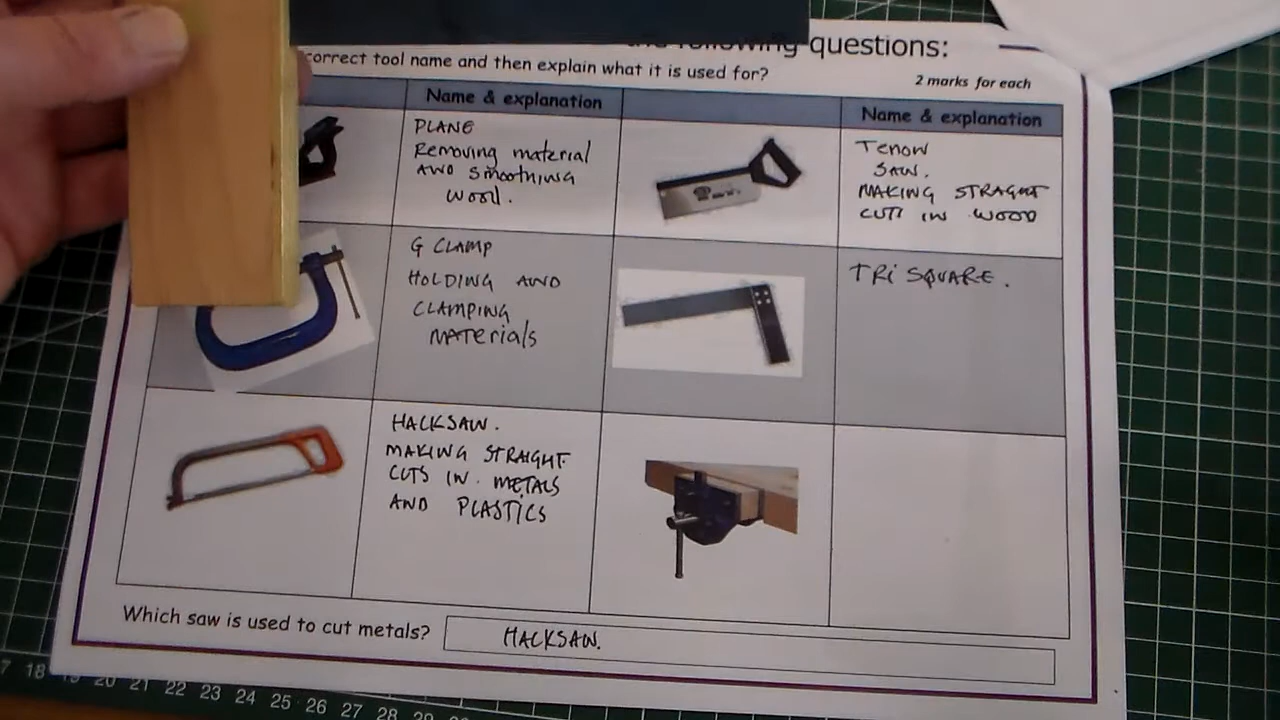 following questions:
correct tool name and then explain what it is used for?
2 marks for each
Name & explanation
Name & explanation
PLANE
Removing material
AND smoothing
wood.
Tenon
SAW.
MAKING STRAGHT
CUTS IN WOOD
G CLAMP
HOLDING AND
CLAMPING
MATERIALS
TRI SQUARE.
HACKSAW.
MAKING STRAIGHT
CUTS IN METALS
AND PLASTICS
Which saw is used to cut metals?
HACKSAW.
18 19 20 21 22 23 24 25 26 27 28 29